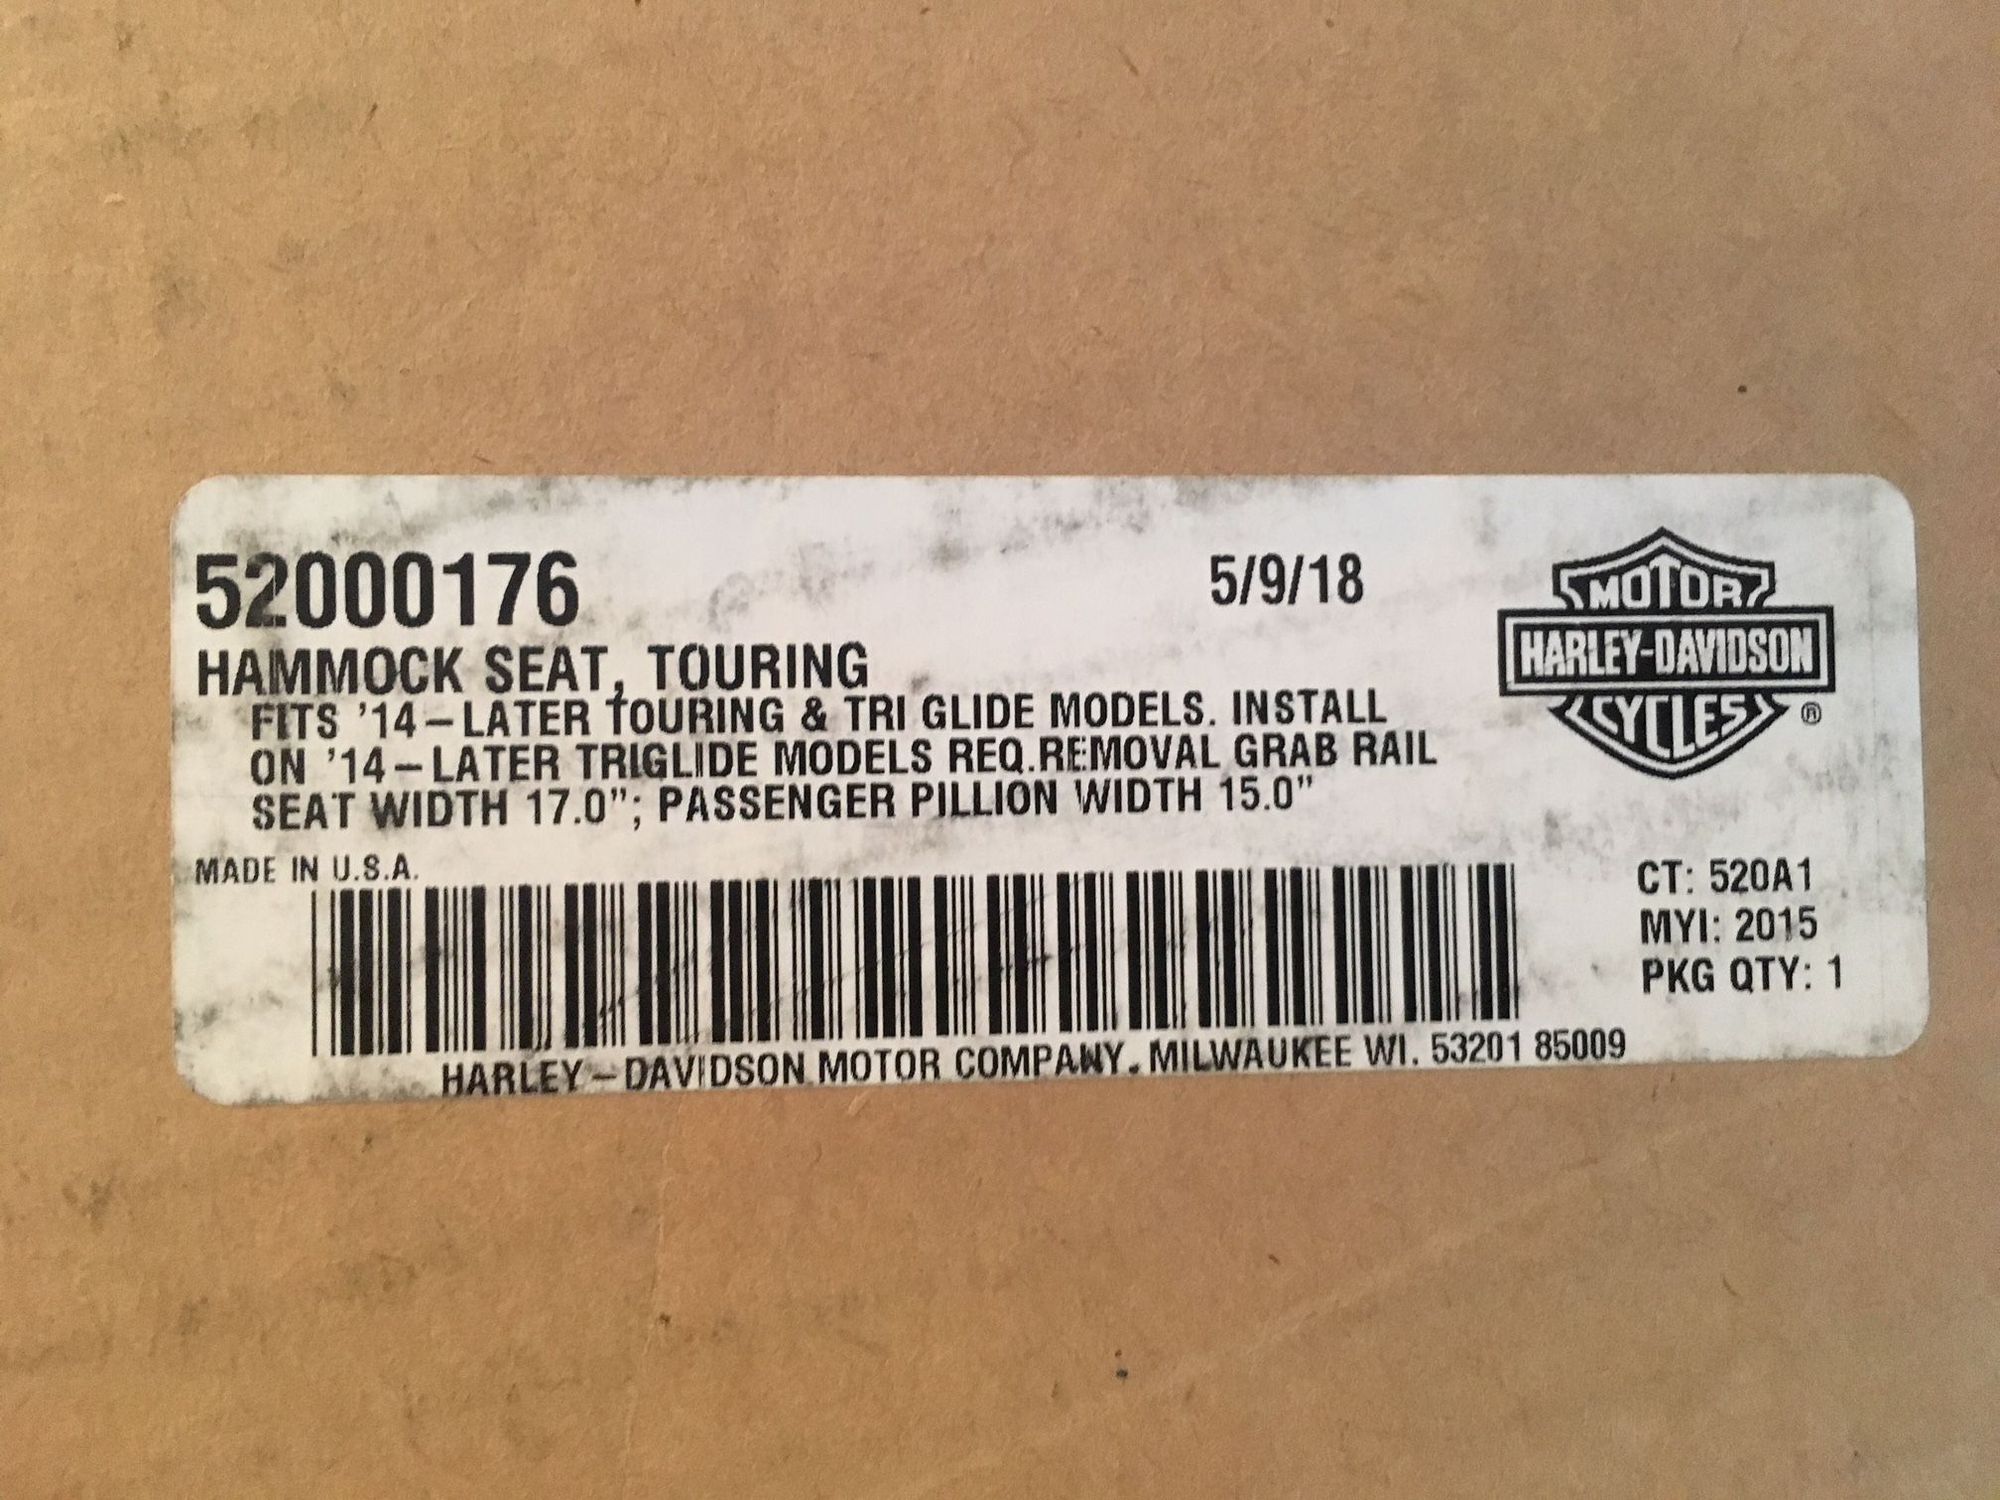 52000176
5/9/18
HAMMOCK SEAT, TOURING
FITS '14–LATER TOURING & TRI GLIDE MODELS. INSTALL
ON '14–LATER TRIGLIDE MODELS REQ.REMOVAL GRAB RAIL
SEAT WIDTH 17.0"; PASSENGER PILLION WIDTH 15.0"
MOTOR
HARLEY-DAVIDSON
CYCLES ®
MADE IN U.S.A.
CT: 520A1
MYI: 2015
PKG QTY: 1
HARLEY–DAVIDSON MOTOR COMPANY. MILWAUKEE WI. 53201 85009